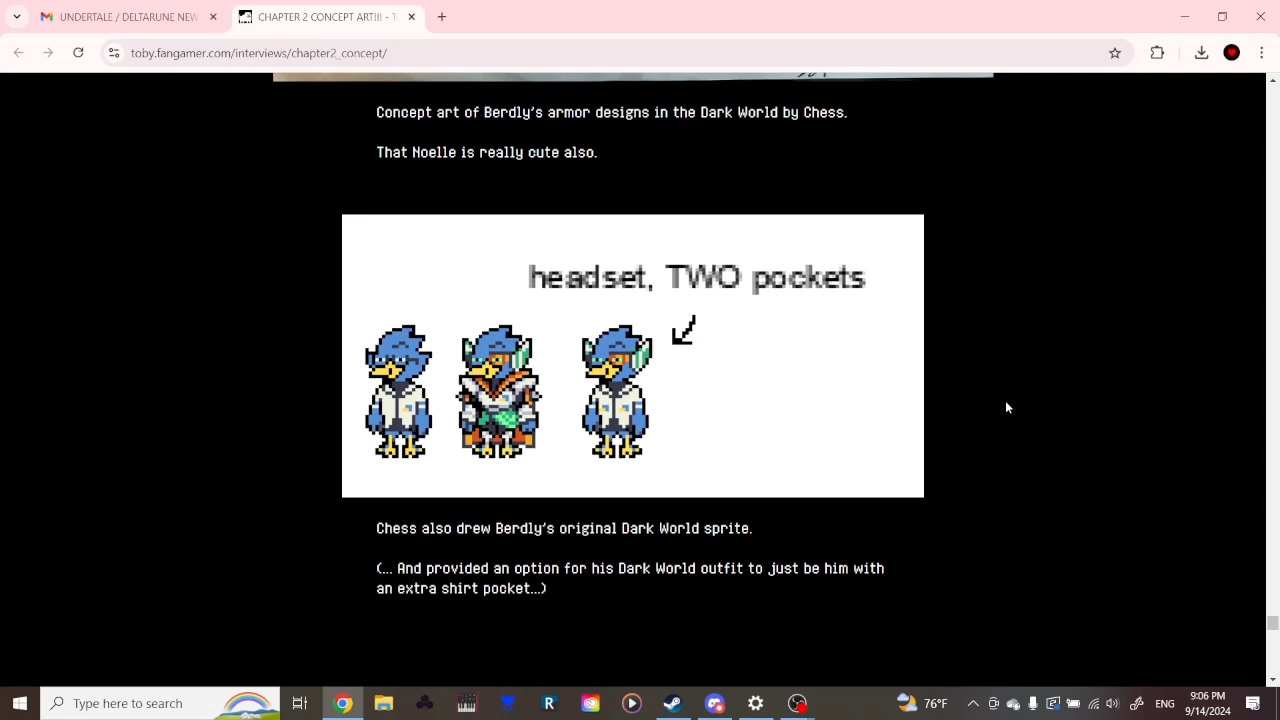 UNDERTALE / DELTARUNE NEW
CHAPTER 2 CONCEPT ART!!! - T
toby.fangamer.com/interviews/chapter2_concept/
Concept art of Berdly's armor designs in the Dark World by Chess.
That Noelle is really cute also.
headset, TWO pockets
Chess also drew Berdly's original Dark World sprite.
(... And provided an option for his Dark World outfit to just be him with
an extra shirt pocket...)
Type here to search
76°F
ENG
9:06 PM
9/14/2024